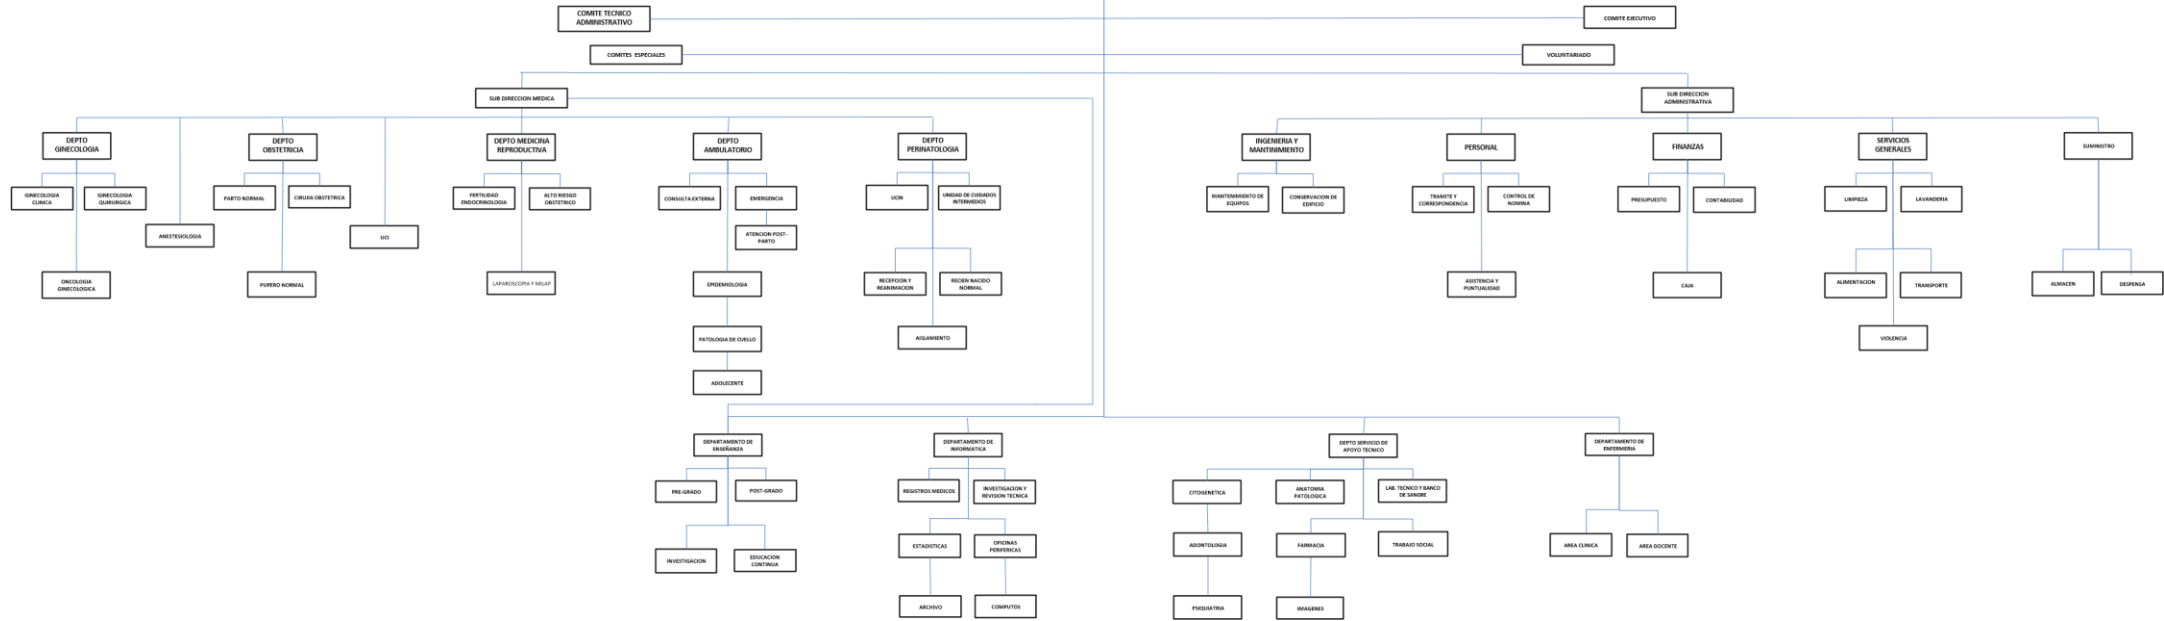 COMITE TECNICO
ADMINISTRATIVO
COMITE EJECUTIVO
COMITES ESPECIALES
VOLUNTARIADO
SUB DIRECCION MEDICA
SUB DIRECCION
ADMINISTRATIVA
DEPTO
GINECOLOGIA
DEPTO
OBSTETRICIA
DEPTO MEDICINA
REPRODUCTIVA
DEPTO
AMBULATORIO
DEPTO
PERINATOLOGIA
INGENIERIA Y
MANTINIMIENTO
PERSONAL
FINANZAS
SERVICIOS
GENERALES
SUMINISTRO
GINECOLOGIA
CLINICA
GINECOLOGIA
QUIRURGICA
PARTO NORMAL
CIRUJIA OBSTETRICA
FERTILIDAD
ENDOCRINOLOGIA
ALTO RIESGO
OBSTETRICO
CONSULTA EXTERNA
EMERGENCIA
UCIN
UNIDAD DE CUIDADOS
INTERMEDIOS
MANTENIMIENTO DE
EQUIPOS
CONSERVACION DE
EDIFICIO
TRAMITE Y
CORRESPONDENCIA
CONTROL DE
NOMINA
PRESUPUESTO
CONTABILIDAD
LIMPIEZA
LAVANDERIA
ANESTESIOLOGIA
UCI
ATENCION POST-
PARTO
ONCOLOGIA
GINECOLOGICA
PUPERO NORMAL
LAPAROSCOPIA Y MILAP
EPIDEMIOLOGIA
RECEPCION Y
REANIMACION
RECIEN NACIDO
NORMAL
ASISTENCIA Y
PUNTUALIDAD
CAJA
ALIMENTACION
TRANSPORTE
ALMACEN
DESPENSA
PATOLOGIA DE CUELLO
AISLAMIENTO
VIOLENCIA
ADOLECENTE
DEPARTAMENTO DE
ENSEÑANZA
DEPARTAMENTO DE
INFORMATICA
DEPTO SERVICIO DE
APOYO TECNICO
DEPARTAMENTO DE
ENFERMERIA
PRE-GRADO
POST-GRADO
REGISTROS MEDICOS
INVESTIGACION Y
REVISION TECNICA
CITOGENETICA
ANATOMIA
PATOLOGICA
LAB. TECNICO Y BANCO
DE SANGRE
INVESTIGACION
EDUCACION
CONTINUA
ESTADISTICAS
OFICINAS
PERIFERICAS
ADONTOLOGIA
FARMACIA
TRABAJO SOCIAL
AREA CLINICA
AREA DOCENTE
ARCHIVO
COMPUTOS
PSIQUIATRIA
IMAGENES